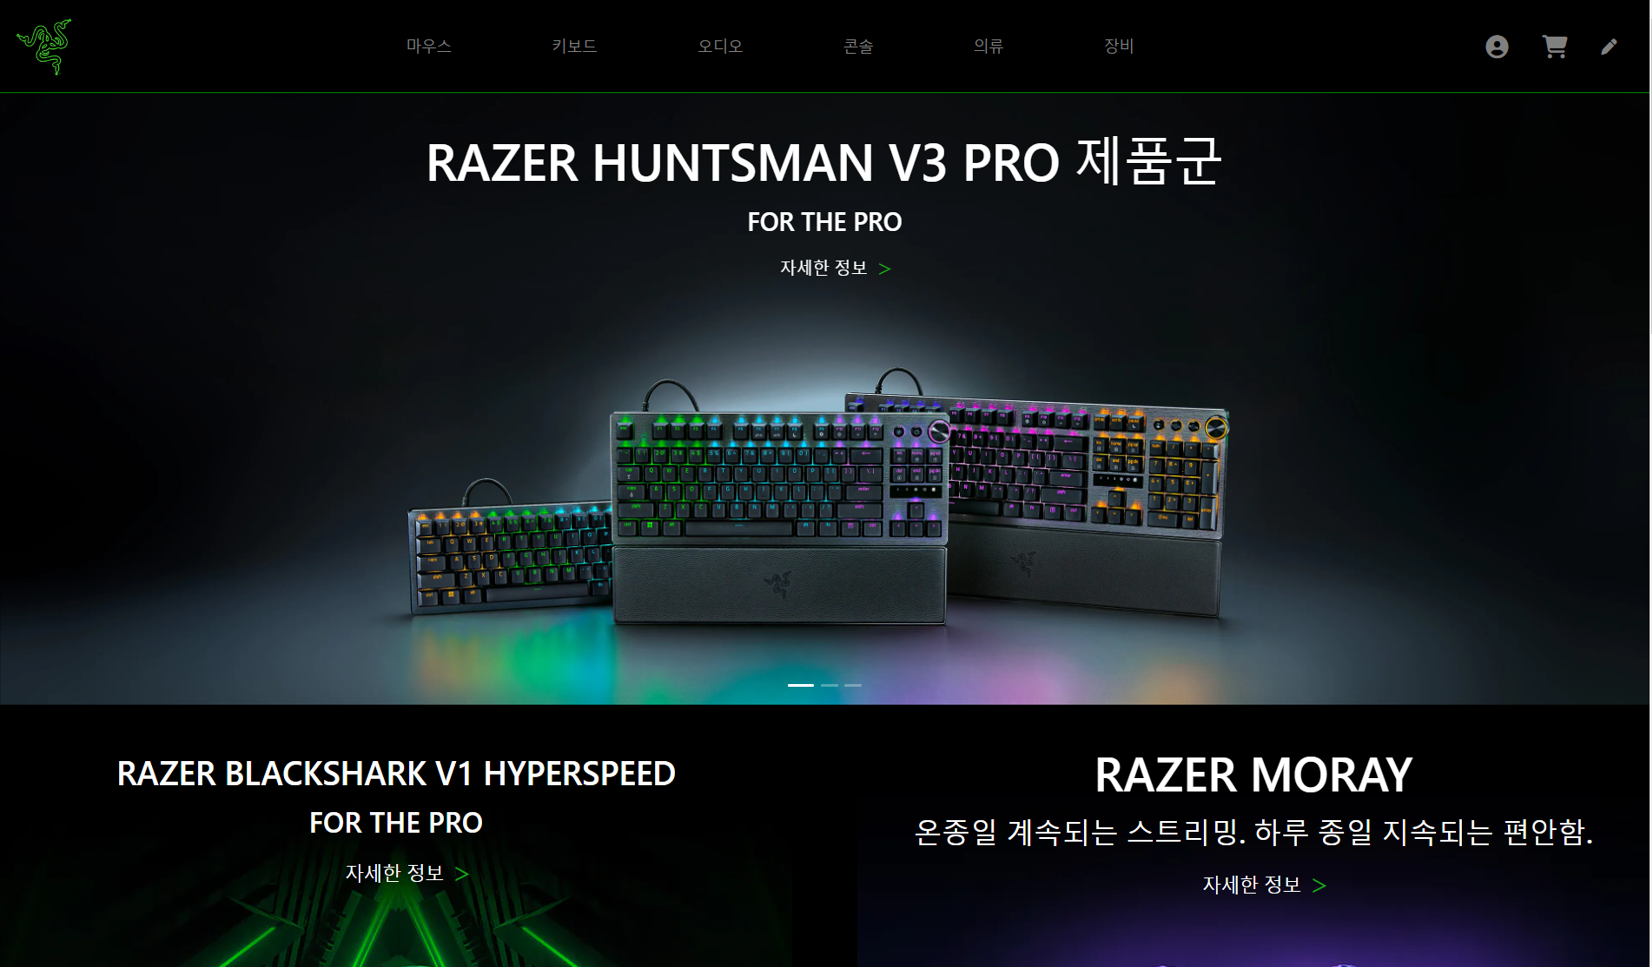 마우스
키보드
오디오
콘솔
의류
장비
RAZER HUNTSMAN V3 PRO 제품군
FOR THE PRO
자세한 정보 >
RAZER BLACKSHARK V1 HYPERSPEED
FOR THE PRO
자세한 정보 >
RAZER MORAY
온종일 계속되는 스트리밍. 하루 종일 지속되는 편안함.
자세한 정보 >